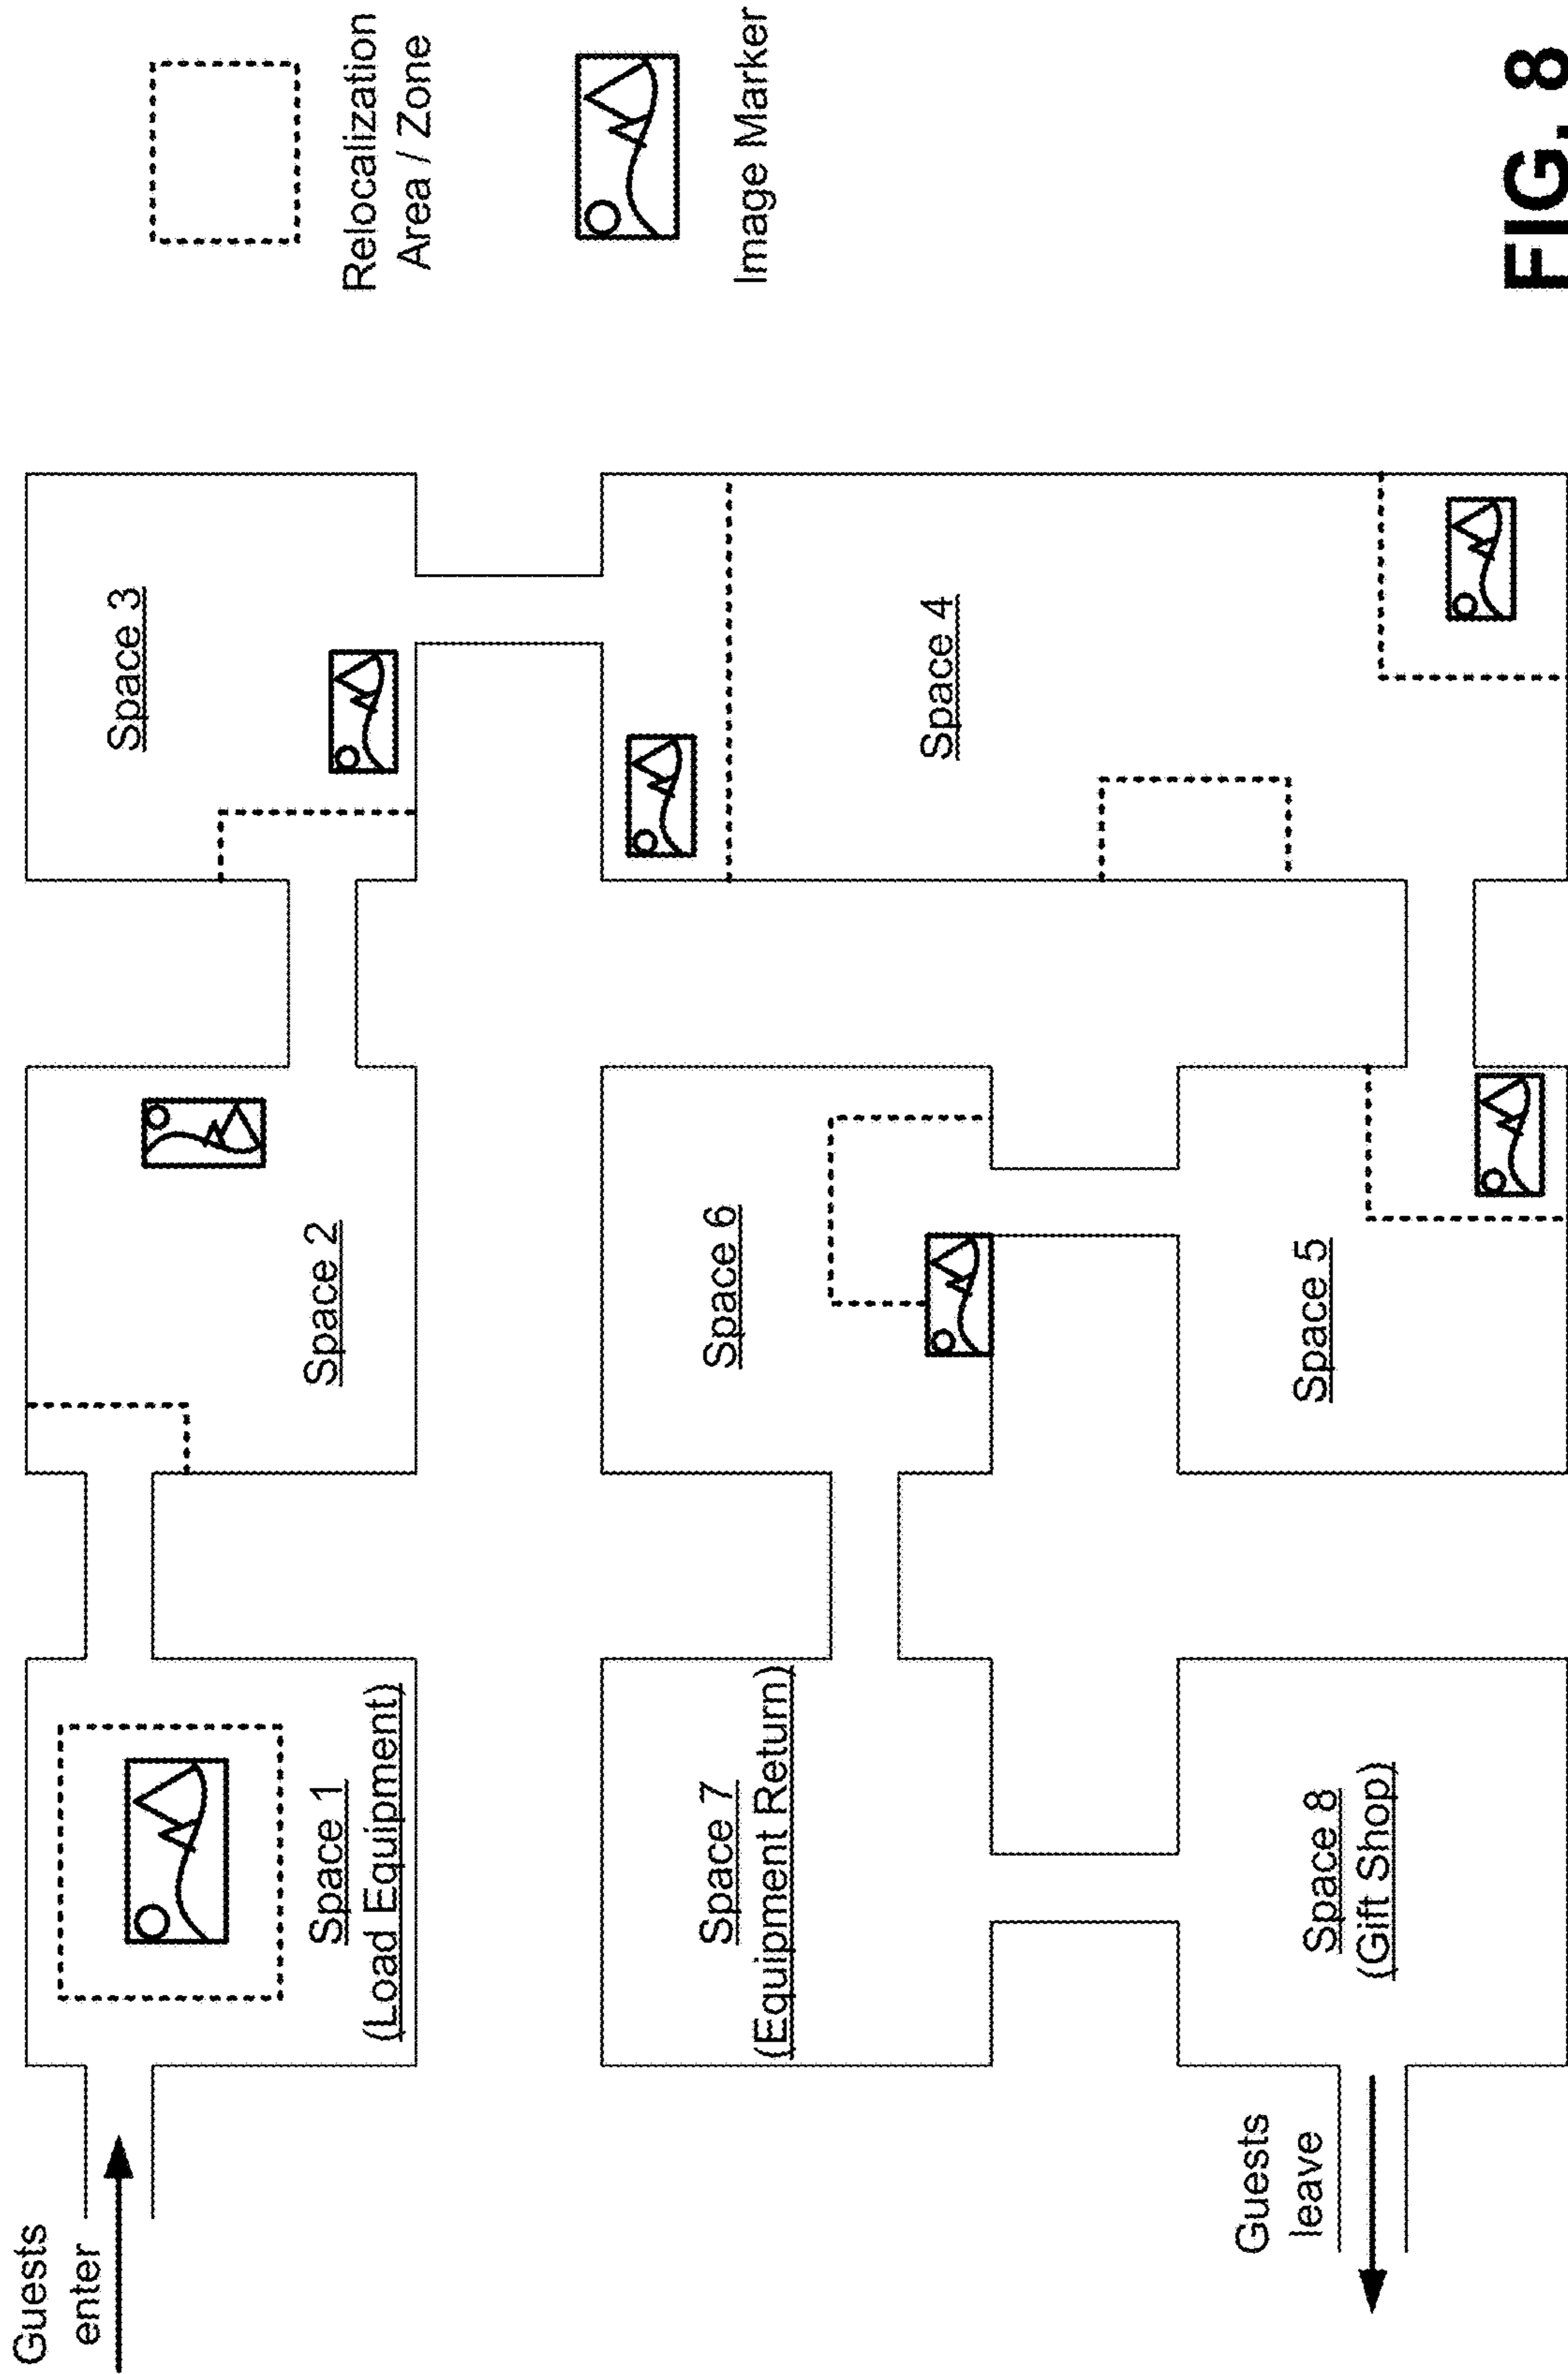 Guests
enter
Space 1
(Load Equipment)
Space 2
Space 3
Relocalization
Area / Zone
Image Marker
Space 7
(Equipment Return)
Space 6
Space 4
Guests
leave
Space 8
(Gift Shop)
Space 5
FIG. 8